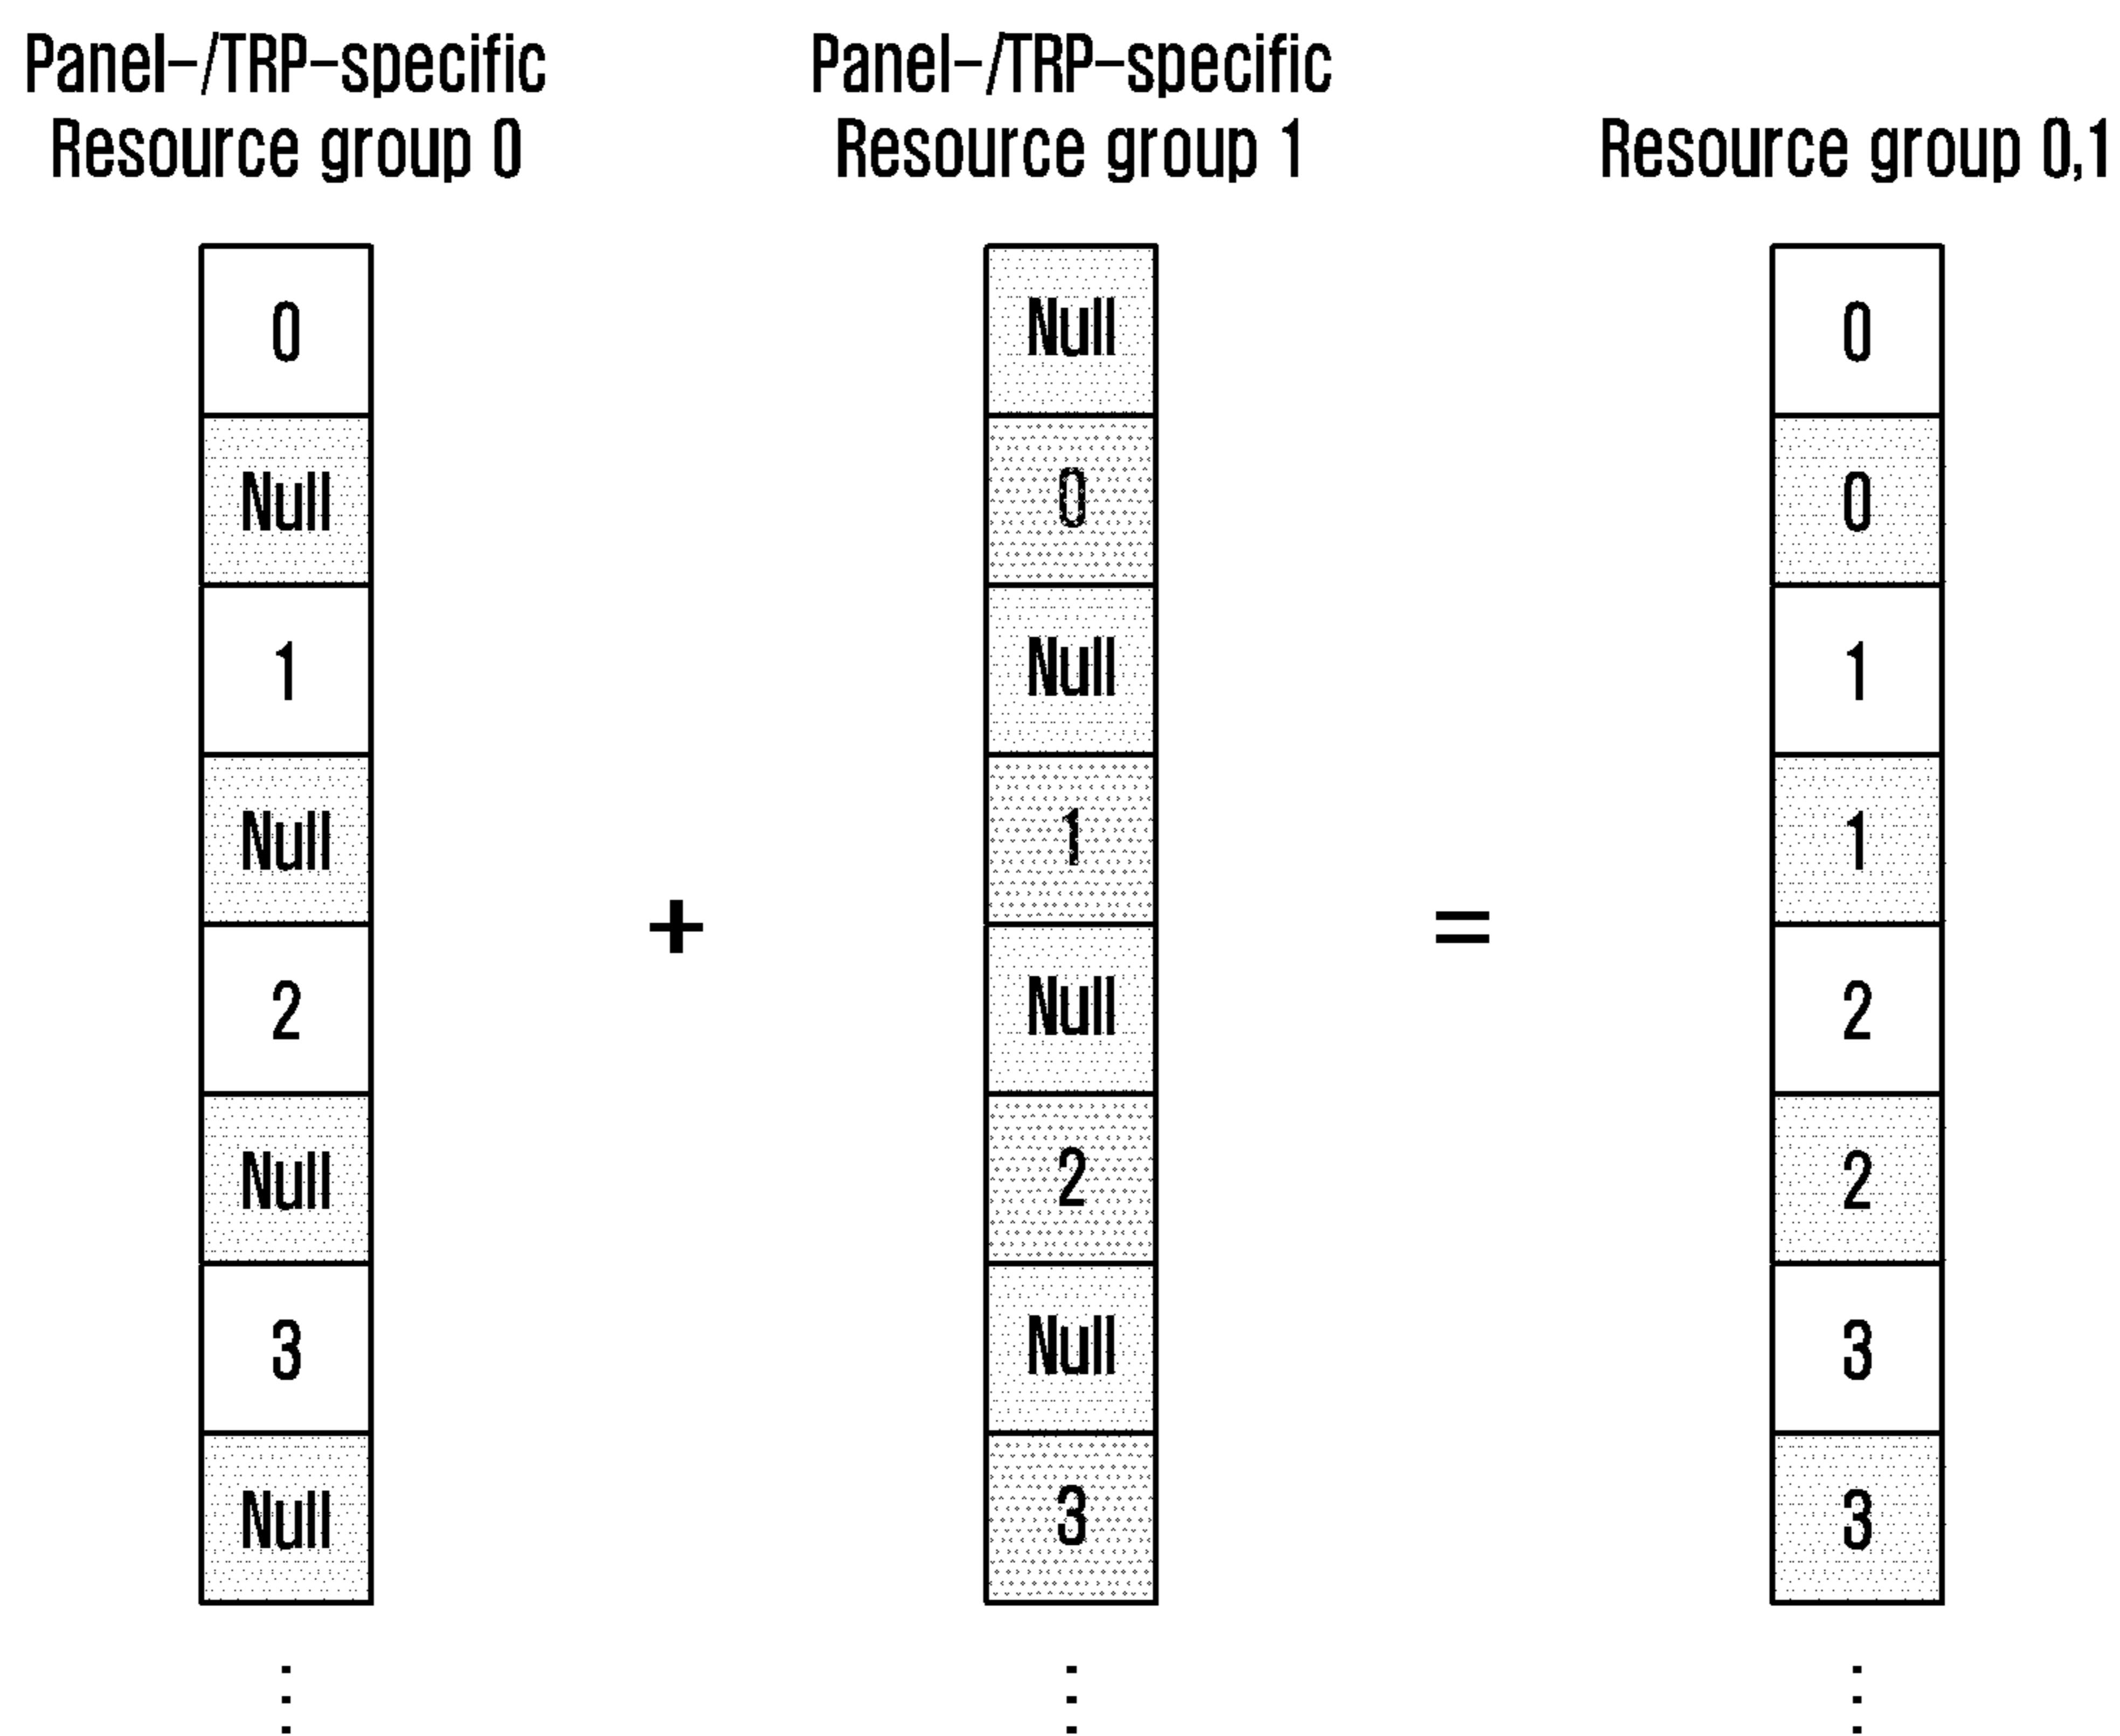 Panel-/TRP-specific
Resource group 0
Panel-/TRP-specific
Resource group 1
Resource group 0,1
0 Null 0
Null 0 0
1 Null 1
Null 1 1
+ =
2 Null 2
Null 2 2
3 Null 3
Null 3 3
⋮ ⋮ ⋮